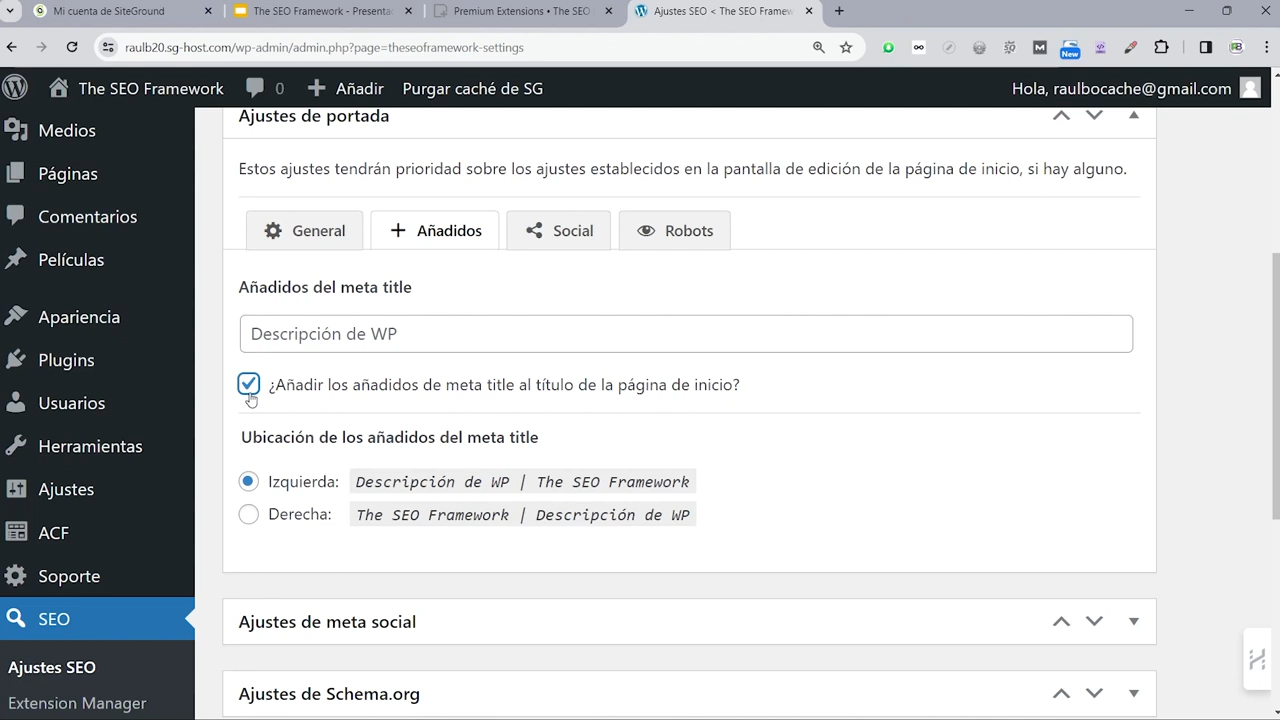 Mi cuenta de SiteGround
The SEO Framework - Presenta
Premium Extensions • The SEO
Ajustes SEO < The SEO Framew
raulb20.sg-host.com/wp-admin/admin.php?page=theseoframework-settings
New
The SEO Framework
0
Añadir
Purgar caché de SG
Hola, raulbocache@gmail.com
Medios
Páginas
Comentarios
Películas
Apariencia
Plugins
Usuarios
Herramientas
Ajustes
ACF
Soporte
SEO
Ajustes SEO
Extension Manager
Ajustes de portada
Estos ajustes tendrán prioridad sobre los ajustes establecidos en la pantalla de edición de la página de inicio, si hay alguno.
General
Añadidos
Social
Robots
Añadidos del meta title
Descripción de WP
¿Añadir los añadidos de meta title al título de la página de inicio?
Ubicación de los añadidos del meta title
Izquierda: Descripción de WP | The SEO Framework
Derecha: The SEO Framework | Descripción de WP
Ajustes de meta social
Ajustes de Schema.org